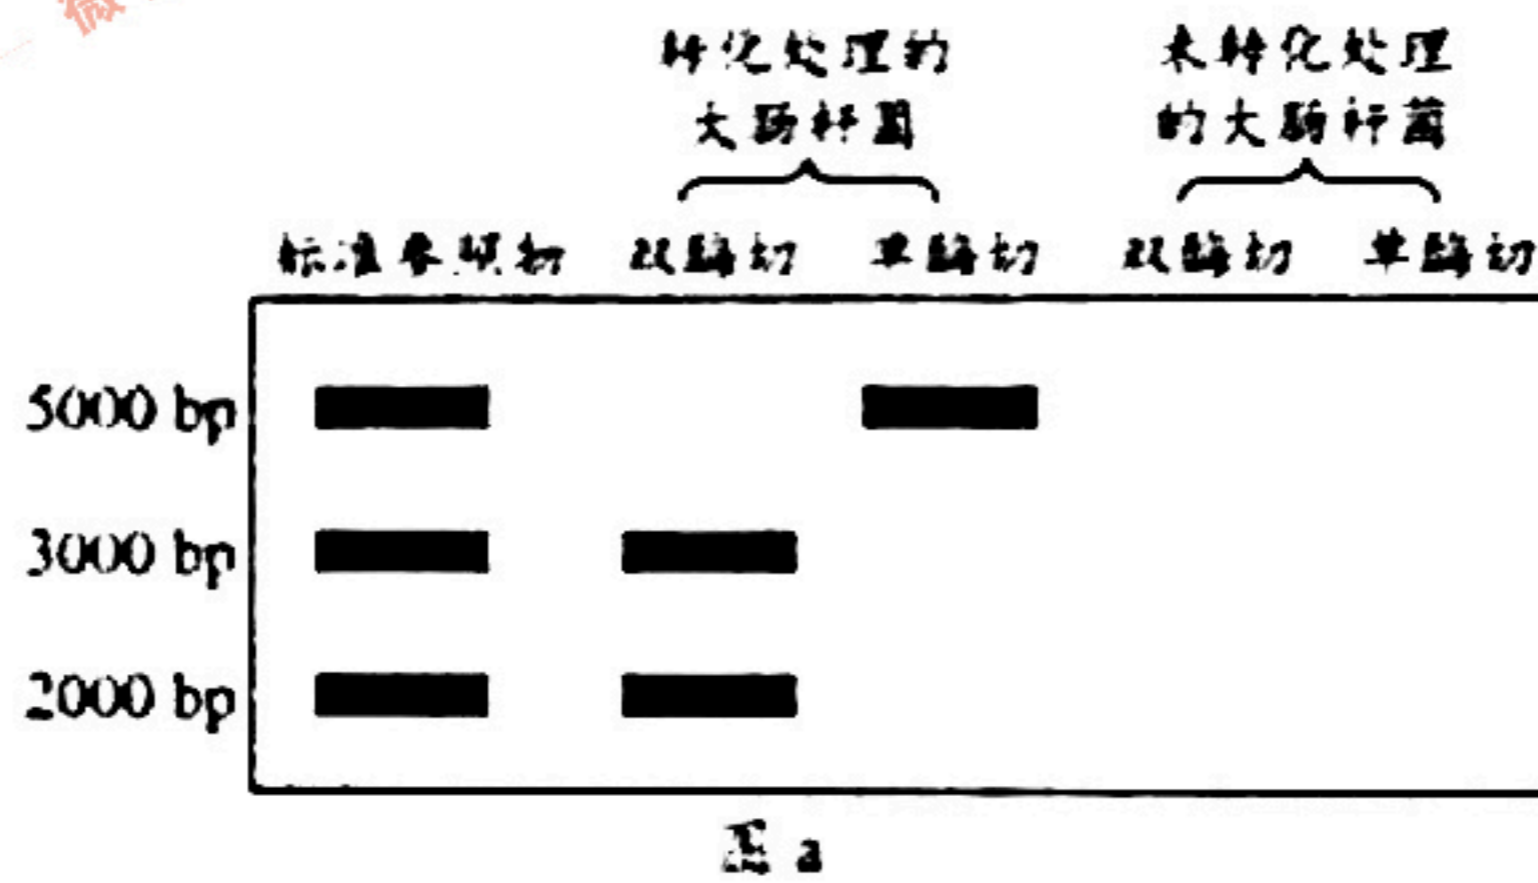 微
转化处理的
大肠杆菌
未转化处理
的大肠杆菌
标准参照物 双酶切 单酶切 双酶切 单酶切
5000 bp
3000 bp
2000 bp
图 a